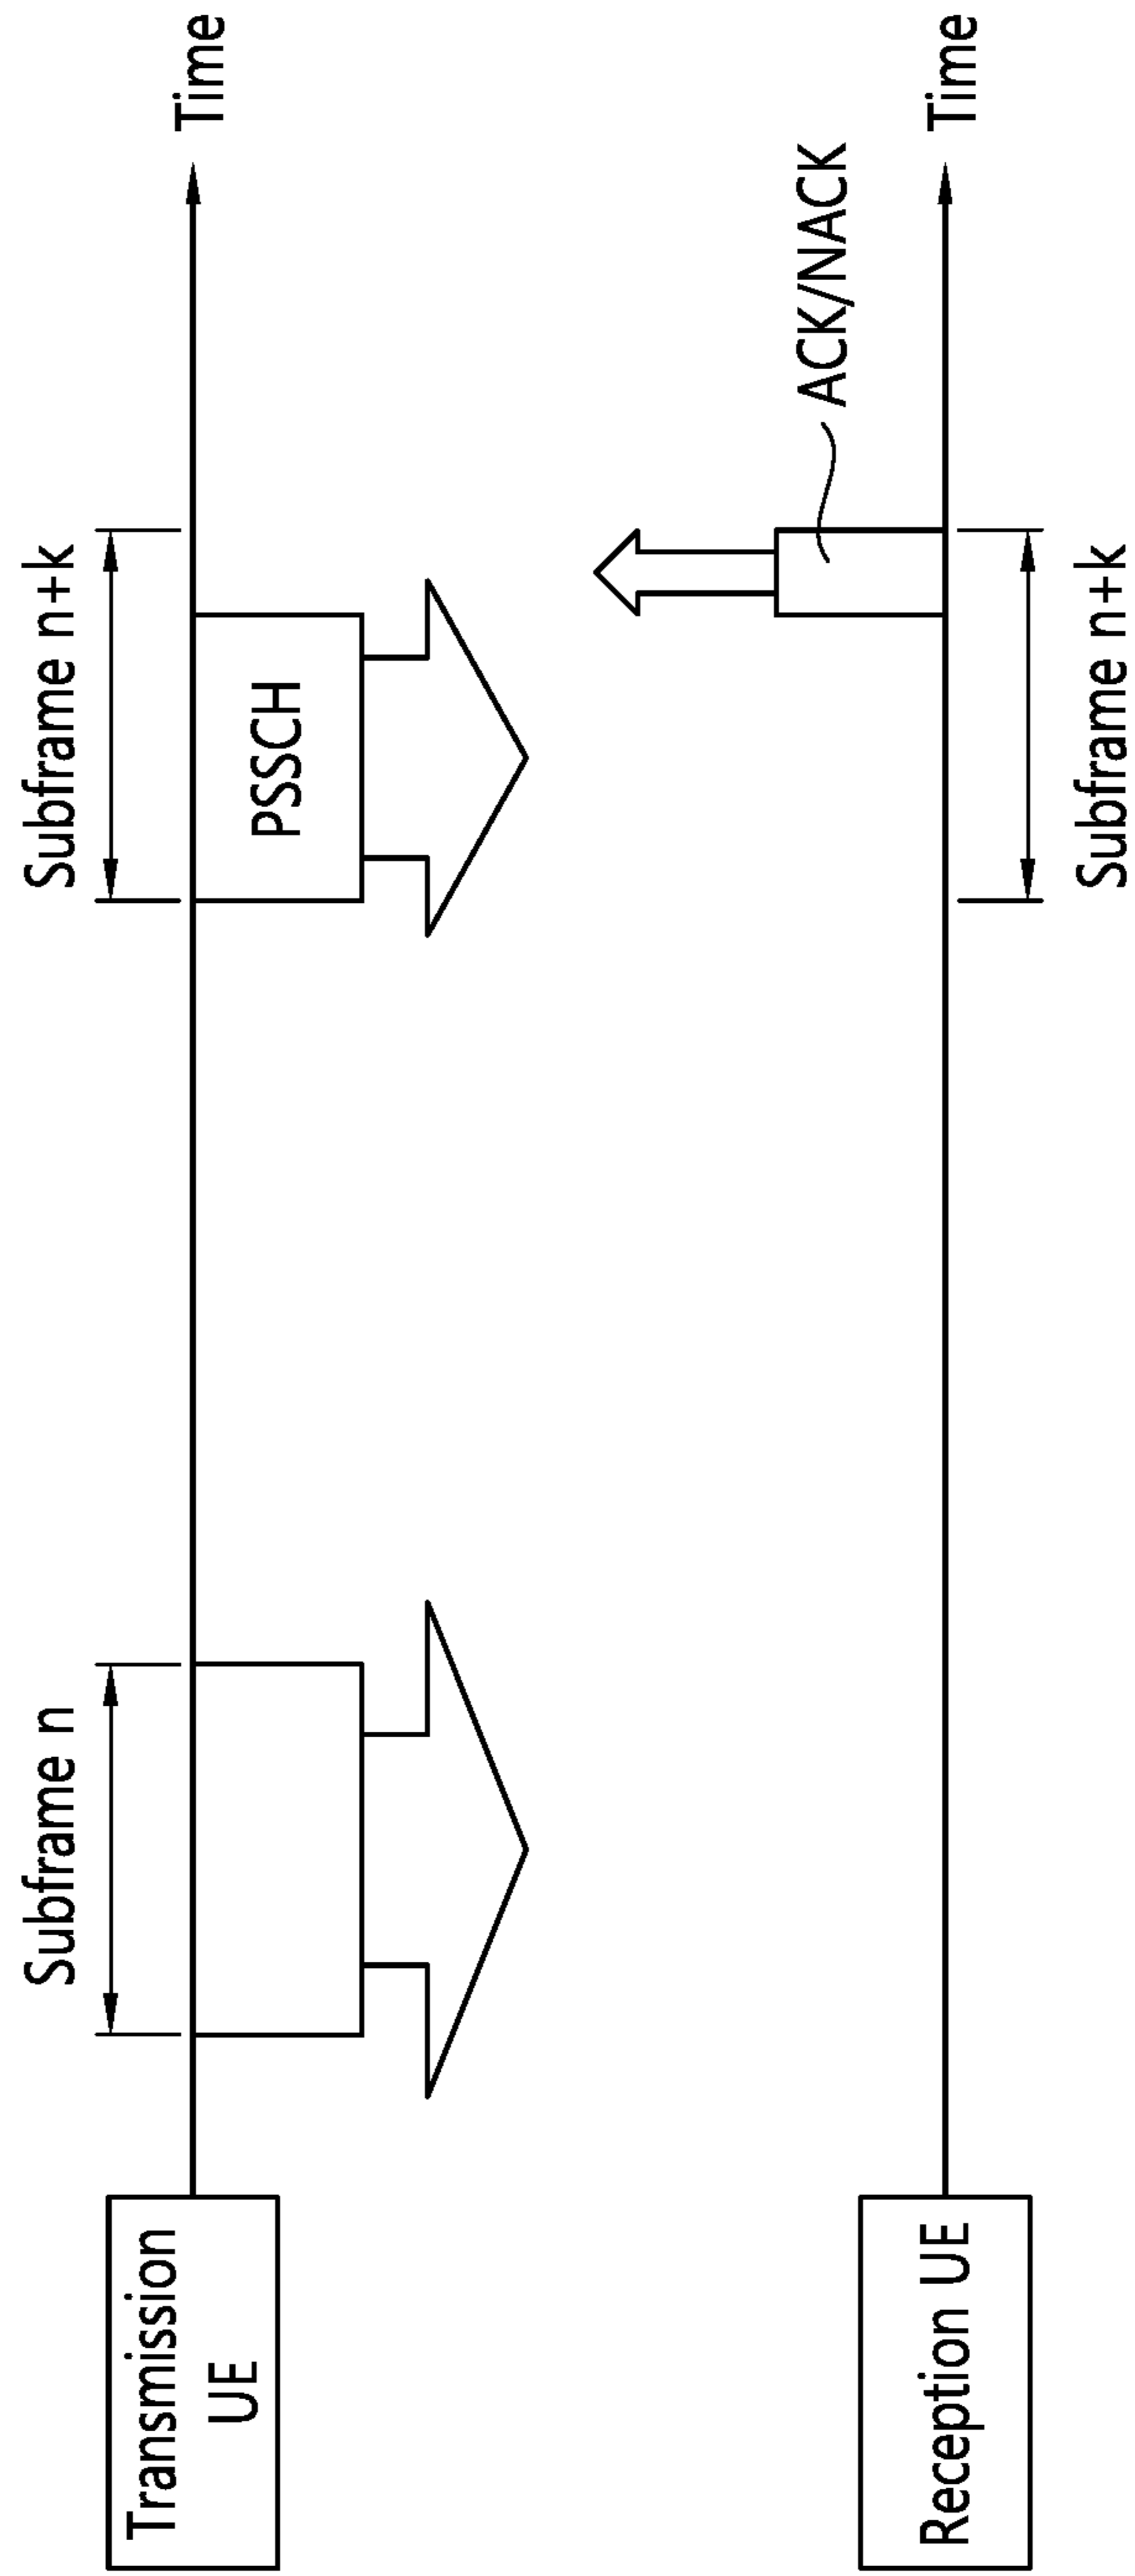 Subframe n
Subframe n+k
Transmission
UE
Time
PSSCH
ACK/NACK
Reception UE
Time
Subframe n+k